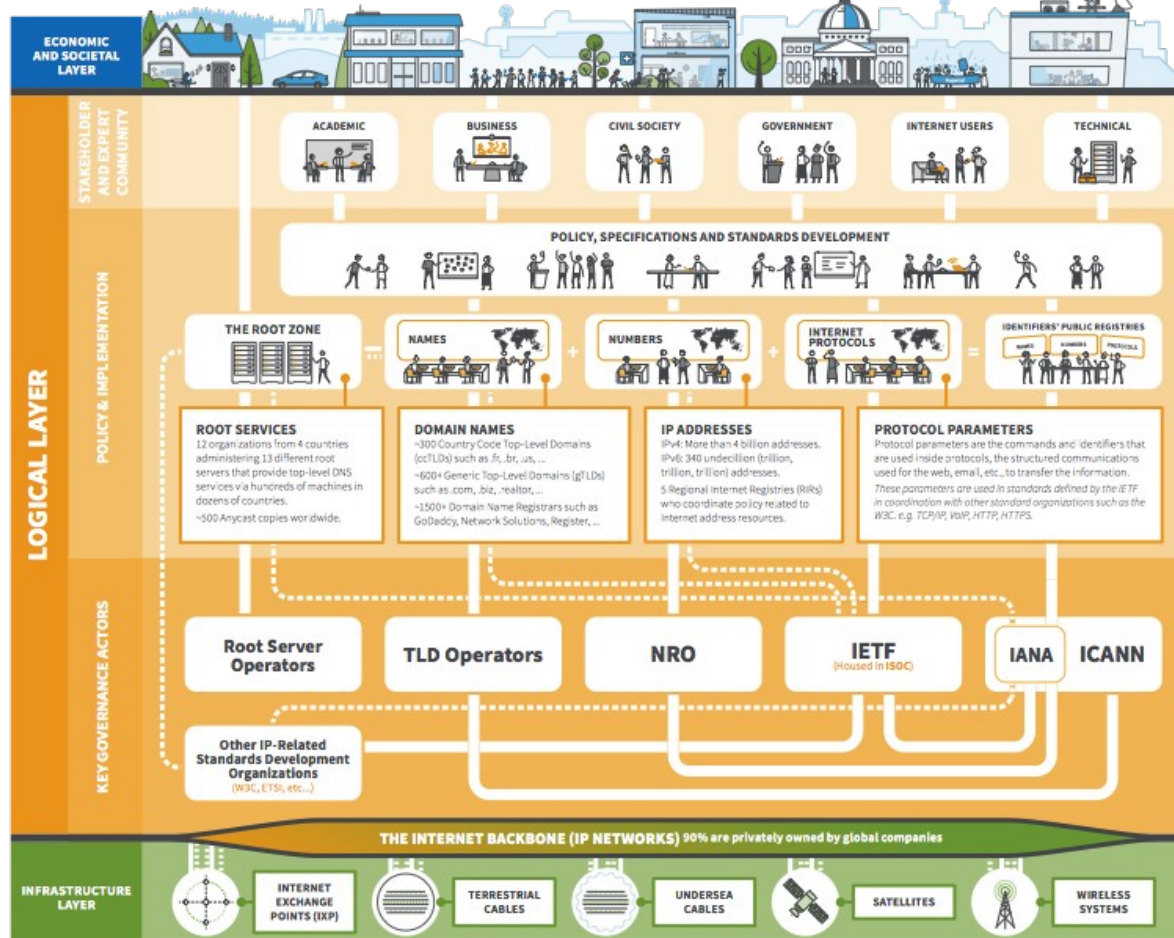 ECONOMIC
AND SOCIETAL
LAYER
LOGICAL LAYER
STAKEHOLDER
AND EXPERT
COMMUNITY
ACADEMIC
BUSINESS
CIVIL SOCIETY
GOVERNMENT
INTERNET USERS
TECHNICAL
POLICY & IMPLEMENTATION
POLICY, SPECIFICATIONS AND STANDARDS DEVELOPMENT
THE ROOT ZONE
=
NAMES
+
NUMBERS
+
INTERNET
PROTOCOLS
=
IDENTIFIERS' PUBLIC REGISTRIES
NAMES
NUMBERS
PROTOCOLS
ROOT SERVICES
12 organizations from 4 countries
administering 13 different root
servers that provide top-level DNS
services via hundreds of machines in
dozens of countries.
~500 Anycast copies worldwide.
DOMAIN NAMES
~300 Country Code Top-Level Domains
(ccTLDs) such as .fr, .br, .us, ...
~600+ Generic Top-Level Domains (gTLDs)
such as .com, .biz, .realtor, ...
~1500+ Domain Name Registrars such as
GoDaddy, Network Solutions, Register, ...
IP ADDRESSES
IPv4: More than 4 billion addresses.
IPv6: 340 undecillion (trillion,
trillion, trillion) addresses.
5 Regional Internet Registries (RIRs)
who coordinate policy related to
Internet address resources.
PROTOCOL PARAMETERS
Protocol parameters are the commands and identifiers that
are used inside protocols, the structured communications
used for the web, email, etc., to transfer the information.
These parameters are used in standards defined by the IETF
in coordination with other standard organizations such as the
W3C. e.g. TCP/IP, VoIP, HTTP, HTTPS.
KEY GOVERNANCE ACTORS
Root Server
Operators
TLD Operators
NRO
IETF
(Housed in ISOC)
IANA
ICANN
Other IP-Related
Standards Development
Organizations
(W3C, ETSI, etc...)
THE INTERNET BACKBONE (IP NETWORKS) 90% are privately owned by global companies
INFRASTRUCTURE
LAYER
INTERNET
EXCHANGE
POINTS (IXP)
TERRESTRIAL
CABLES
UNDERSEA
CABLES
SATELLITES
WIRELESS
SYSTEMS